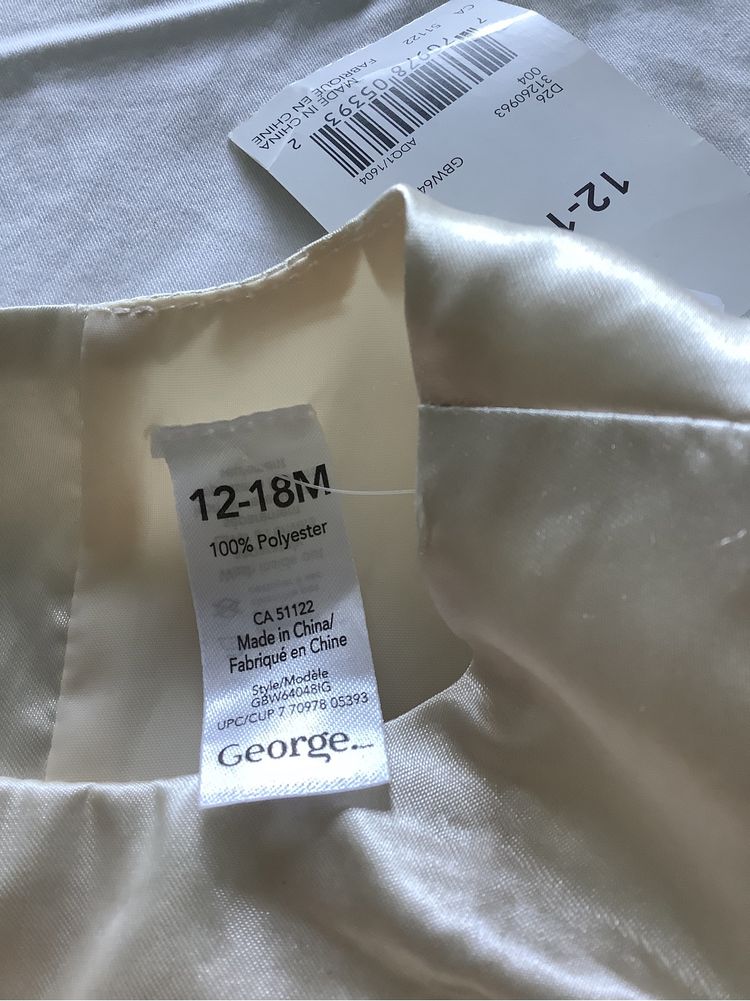 12-18M
100% Polyester
CA 51122
Made in China/
Fabriqué en Chine
Style/Modèle
GBW64048IG
UPC/CUP 7 70978 05393
George
CA 51122
7 70978 05393 2
MADE IN CHINA
FABRIQUE EN CHINE
ADQ1/1604
GBW64
D26
31260963
004
12-1